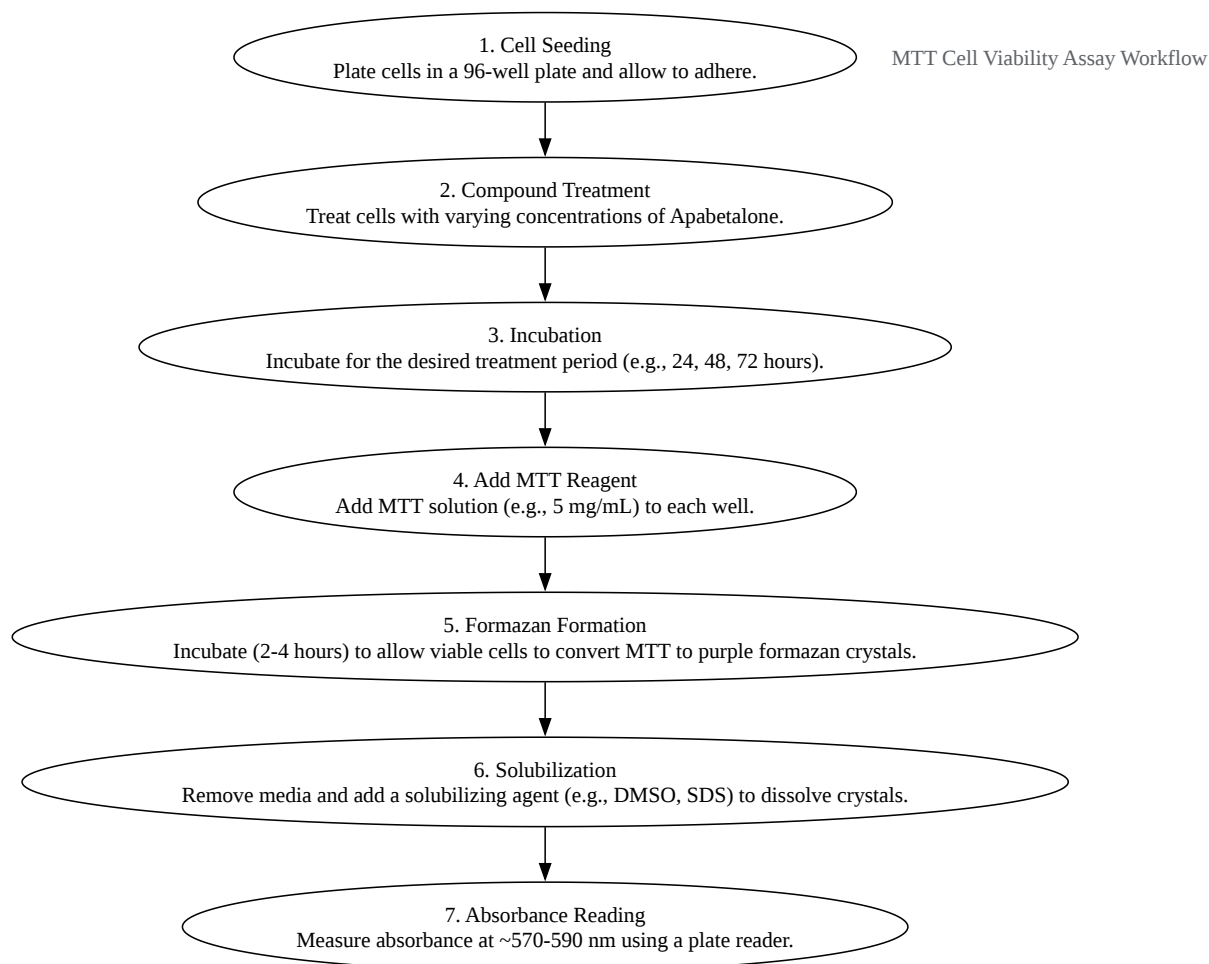 1. Cell Seeding
Plate cells in a 96-well plate and allow to adhere.
MTT Cell Viability Assay Workflow
2. Compound Treatment
Treat cells with varying concentrations of Apabetalone.
3. Incubation
Incubate for the desired treatment period (e.g., 24, 48, 72 hours).
4. Add MTT Reagent
Add MTT solution (e.g., 5 mg/mL) to each well.
5. Formazan Formation
Incubate (2-4 hours) to allow viable cells to convert MTT to purple formazan crystals.
6. Solubilization
Remove media and add a solubilizing agent (e.g., DMSO, SDS) to dissolve crystals.
7. Absorbance Reading
Measure absorbance at ~570-590 nm using a plate reader.